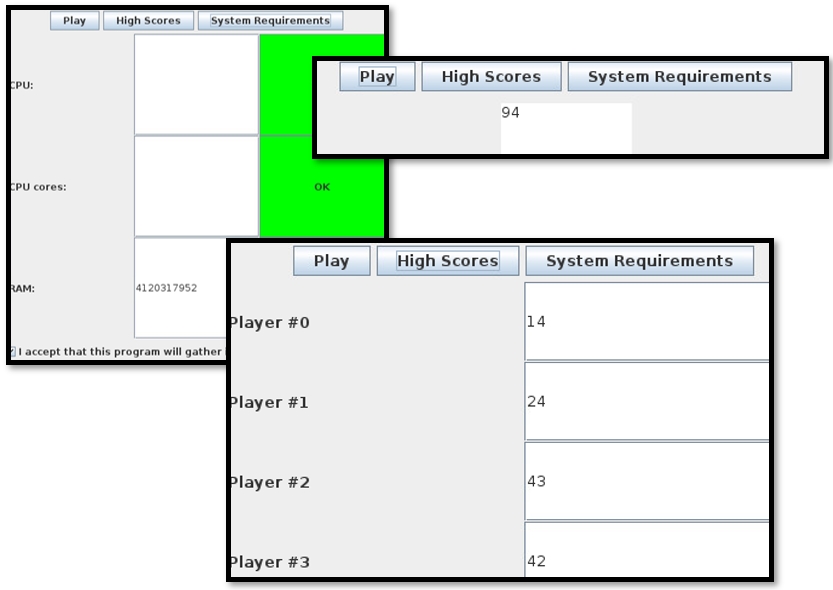 Play High Scores System Requirements
CPU:
CPU cores: OK
RAM: 4120317952
I accept that this program will gather
Play High Scores System Requirements
94
Play High Scores System Requirements
Player #0 14
Player #1 24
Player #2 43
Player #3 42